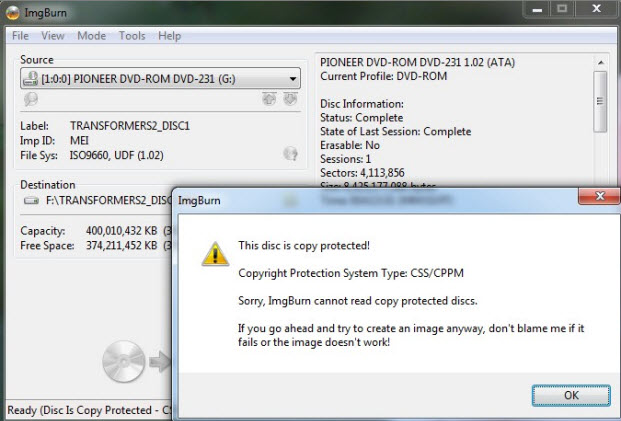 ImgBurn
File View Mode Tools Help
Source
[1:0:0] PIONEER DVD-ROM DVD-231 (G:)
Label: TRANSFORMERS2_DISC1
Imp ID: MEI
File Sys: ISO9660, UDF (1.02)
Destination
F:\TRANSFORMERS2_DISC
Capacity: 400,010,432 KB
Free Space: 374,211,452 KB
Ready (Disc Is Copy Protected -
PIONEER DVD-ROM DVD-231 1.02 (ATA)
Current Profile: DVD-ROM
Disc Information:
Status: Complete
State of Last Session: Complete
Erasable: No
Sessions: 1
Sectors: 4,113,856
Size: 8,425,177,088 bytes
ImgBurn
This disc is copy protected!
Copyright Protection System Type: CSS/CPPM
Sorry, ImgBurn cannot read copy protected discs.
If you go ahead and try to create an image anyway, don't blame me if it
fails or the image doesn't work!
OK